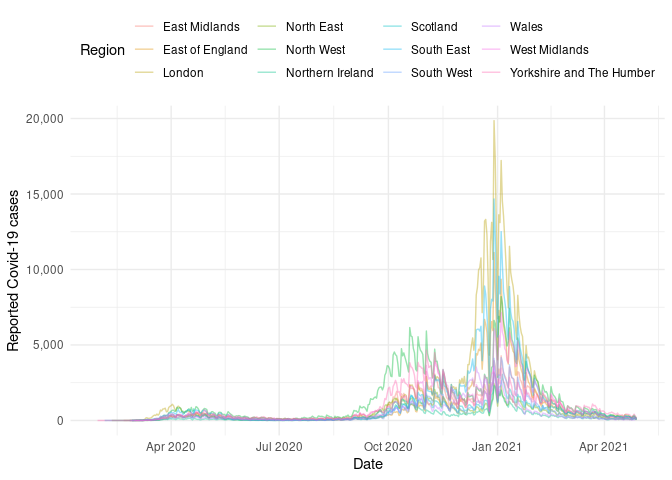 East Midlands North East Scotland Wales
Region East of England North West South East West Midlands
London Northern Ireland South West Yorkshire and The Humber
20,000
15,000
10,000
5,000
0
Reported Covid-19 cases
Apr 2020 Jul 2020 Oct 2020 Jan 2021 Apr 2021
Date